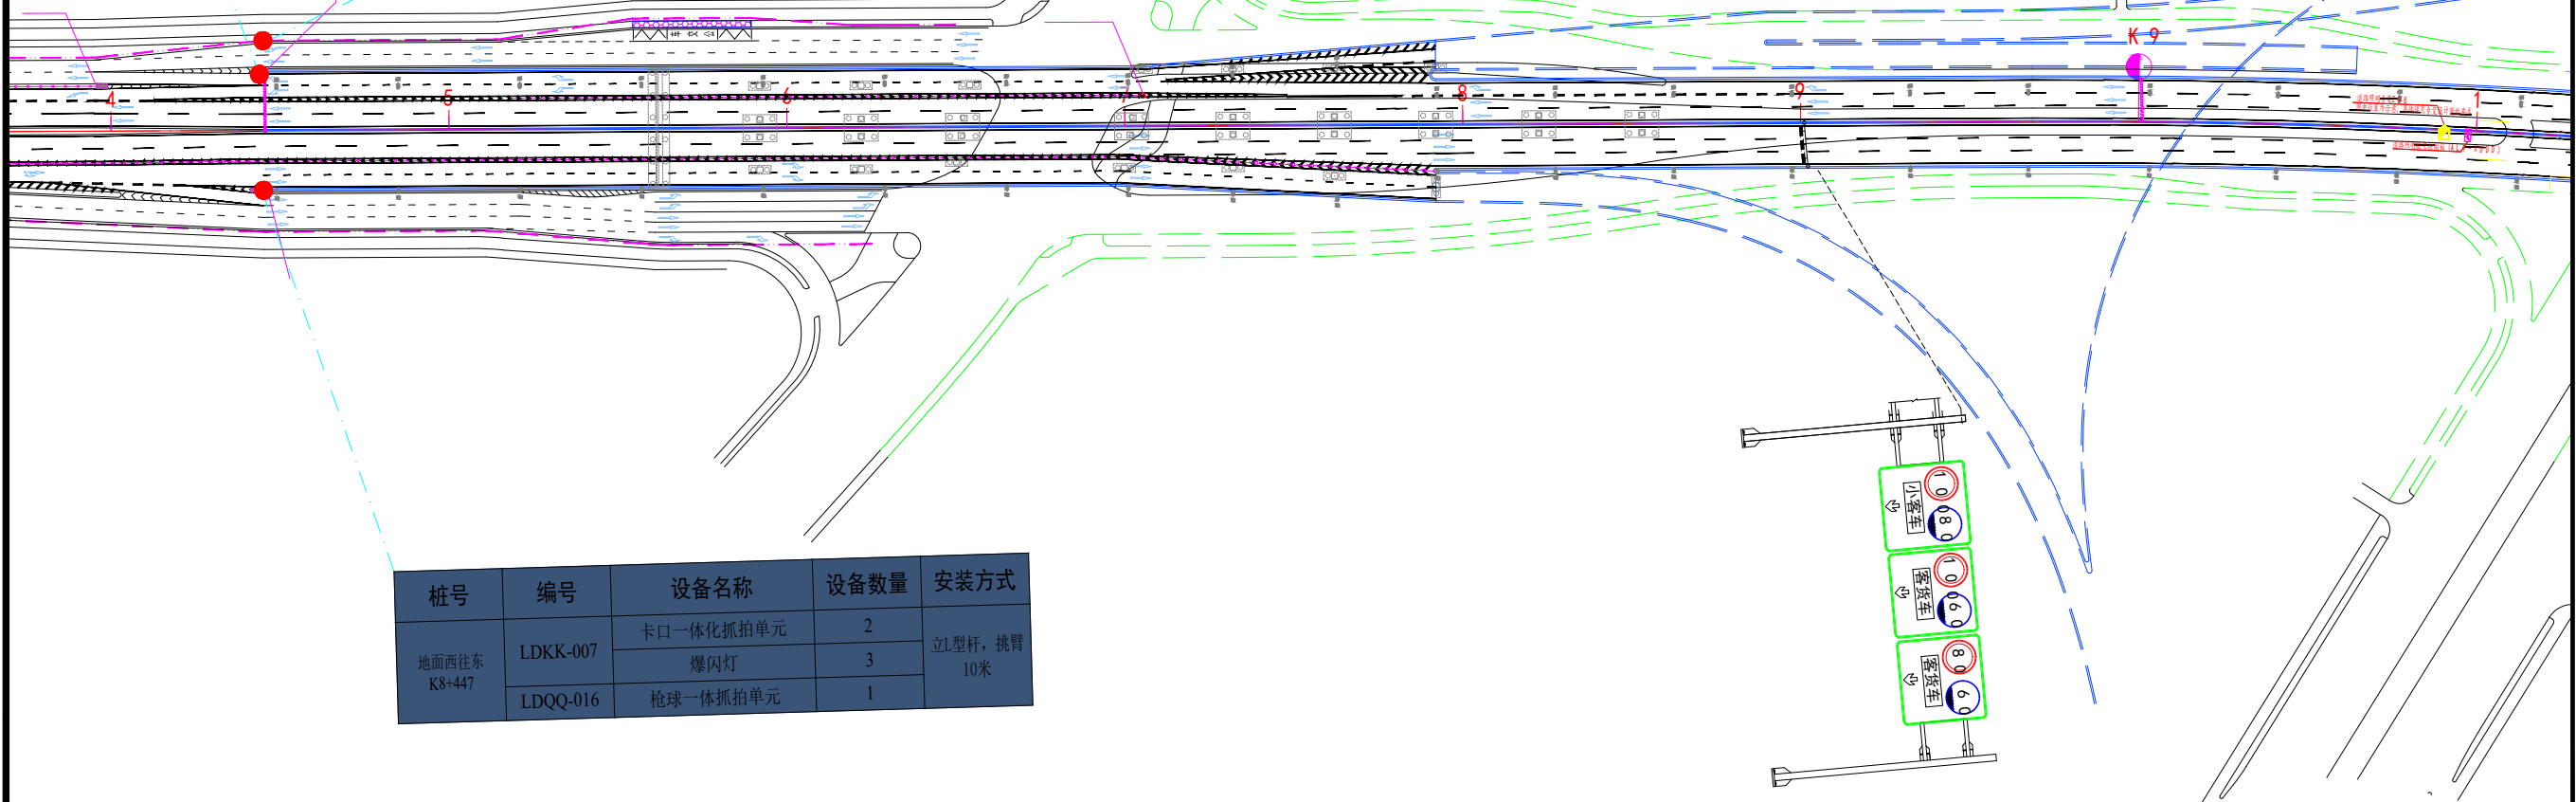 K 9
4
5
6
7
8
9
1
桩号 编号 设备名称 设备数量 安装方式
地面西往东
K8+447
LDKK-007 卡口一体化抓拍单元 2
爆闪灯 3
LDQQ-016 枪球一体抓拍单元 1
立L型杆，挑臂
10米
100
80
小客车
100
60
客货车
80
60
客货车